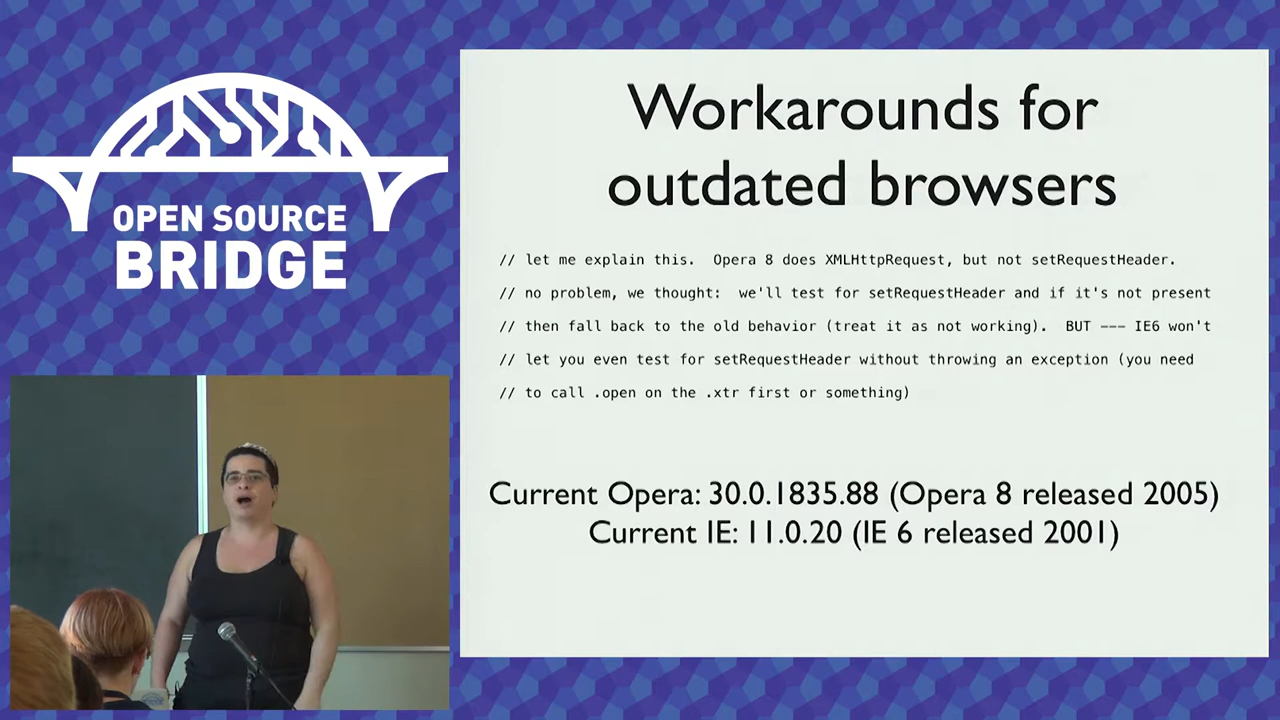 OPEN SOURCE
BRIDGE
Workarounds for
outdated browsers
// let me explain this.  Opera 8 does XMLHttpRequest, but not setRequestHeader.
// no problem, we thought:  we'll test for setRequestHeader and if it's not present
// then fall back to the old behavior (treat it as not working).  BUT --- IE6 won't
// let you even test for setRequestHeader without throwing an exception (you need
// to call .open on the .xtr first or something)
Current Opera: 30.0.1835.88 (Opera 8 released 2005)
Current IE: 11.0.20 (IE 6 released 2001)